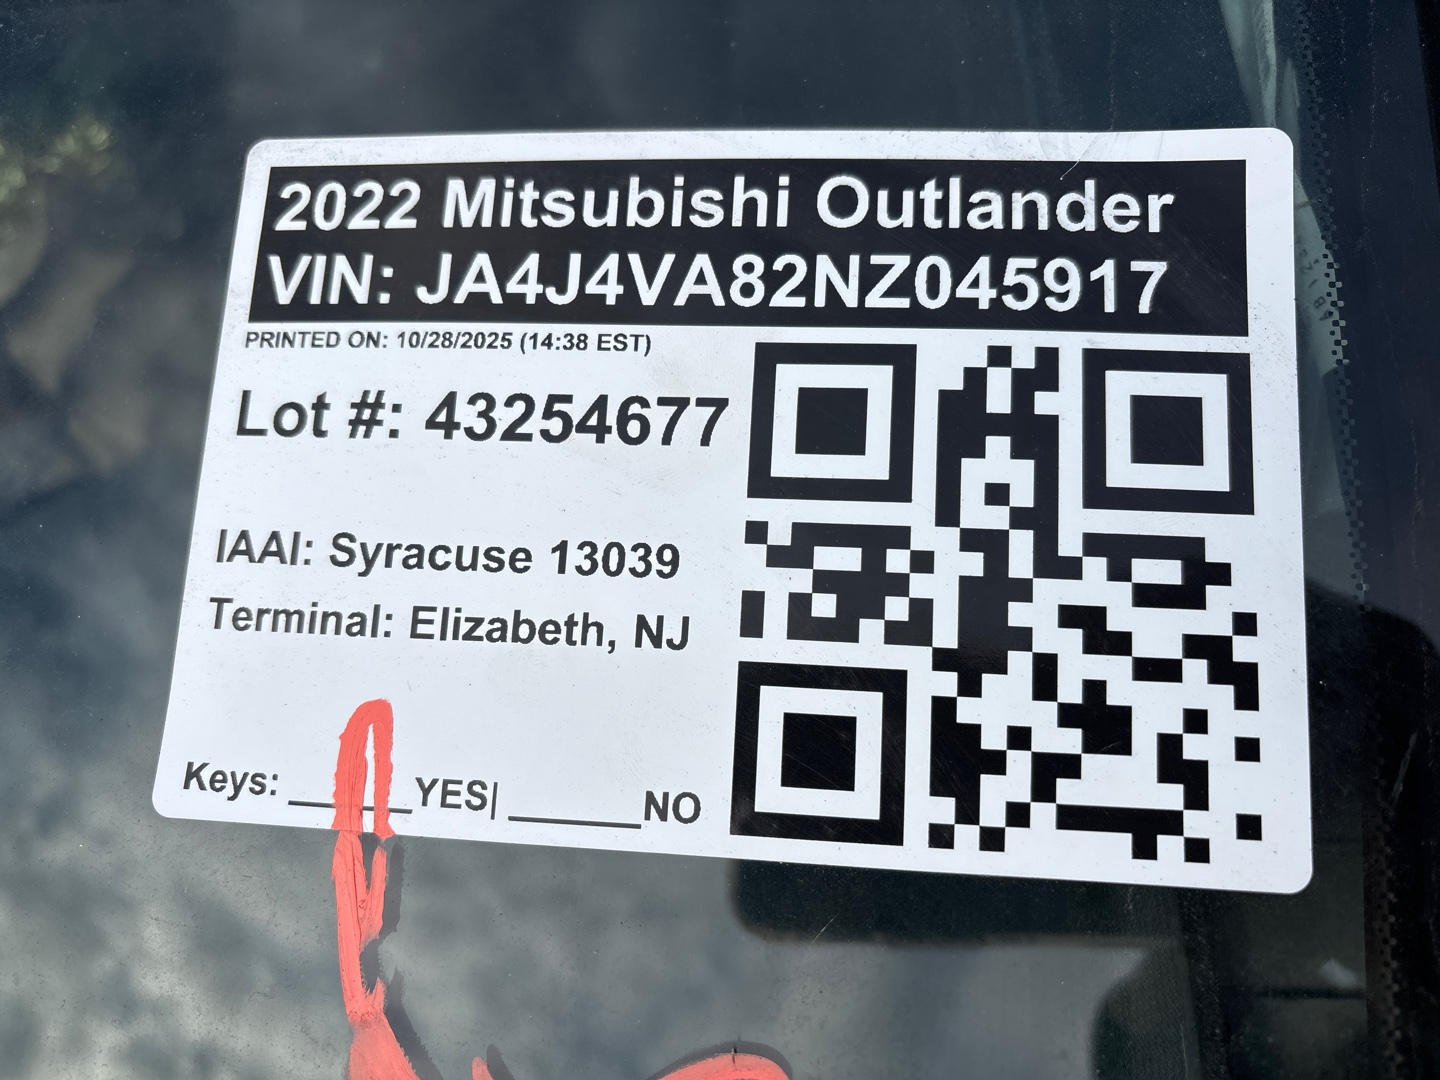 2022 Mitsubishi Outlander
VIN: JA4J4VA82NZ045917
PRINTED ON: 10/28/2025 (14:38 EST)
Lot #: 43254677
IAAI: Syracuse 13039
Terminal: Elizabeth, NJ
Keys: ______YES|______NO